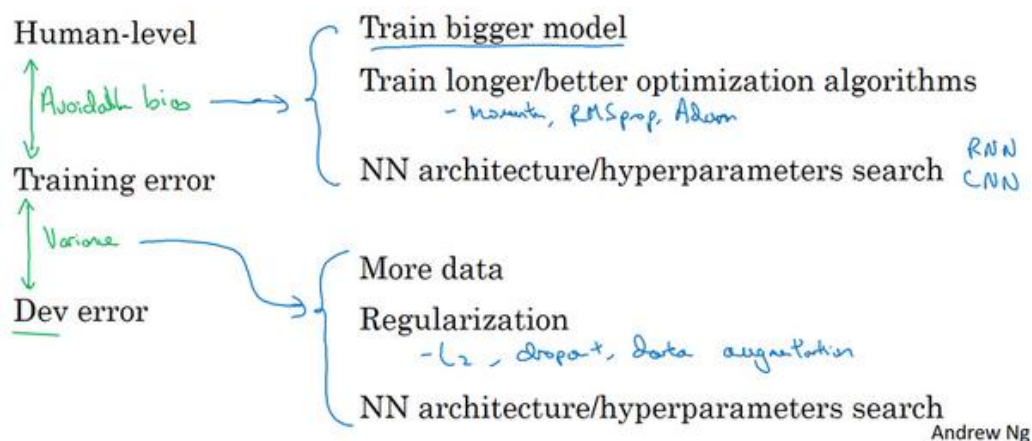 Human-level
Train bigger model
Avoidable bias
Train longer/better optimization algorithms
- momentum, RMSprop, Adam
NN architecture/hyperparameters search
RNN
CNN
Training error
Variance
More data
Dev error
Regularization
- L2, dropout, data augmentation
NN architecture/hyperparameters search
Andrew Ng